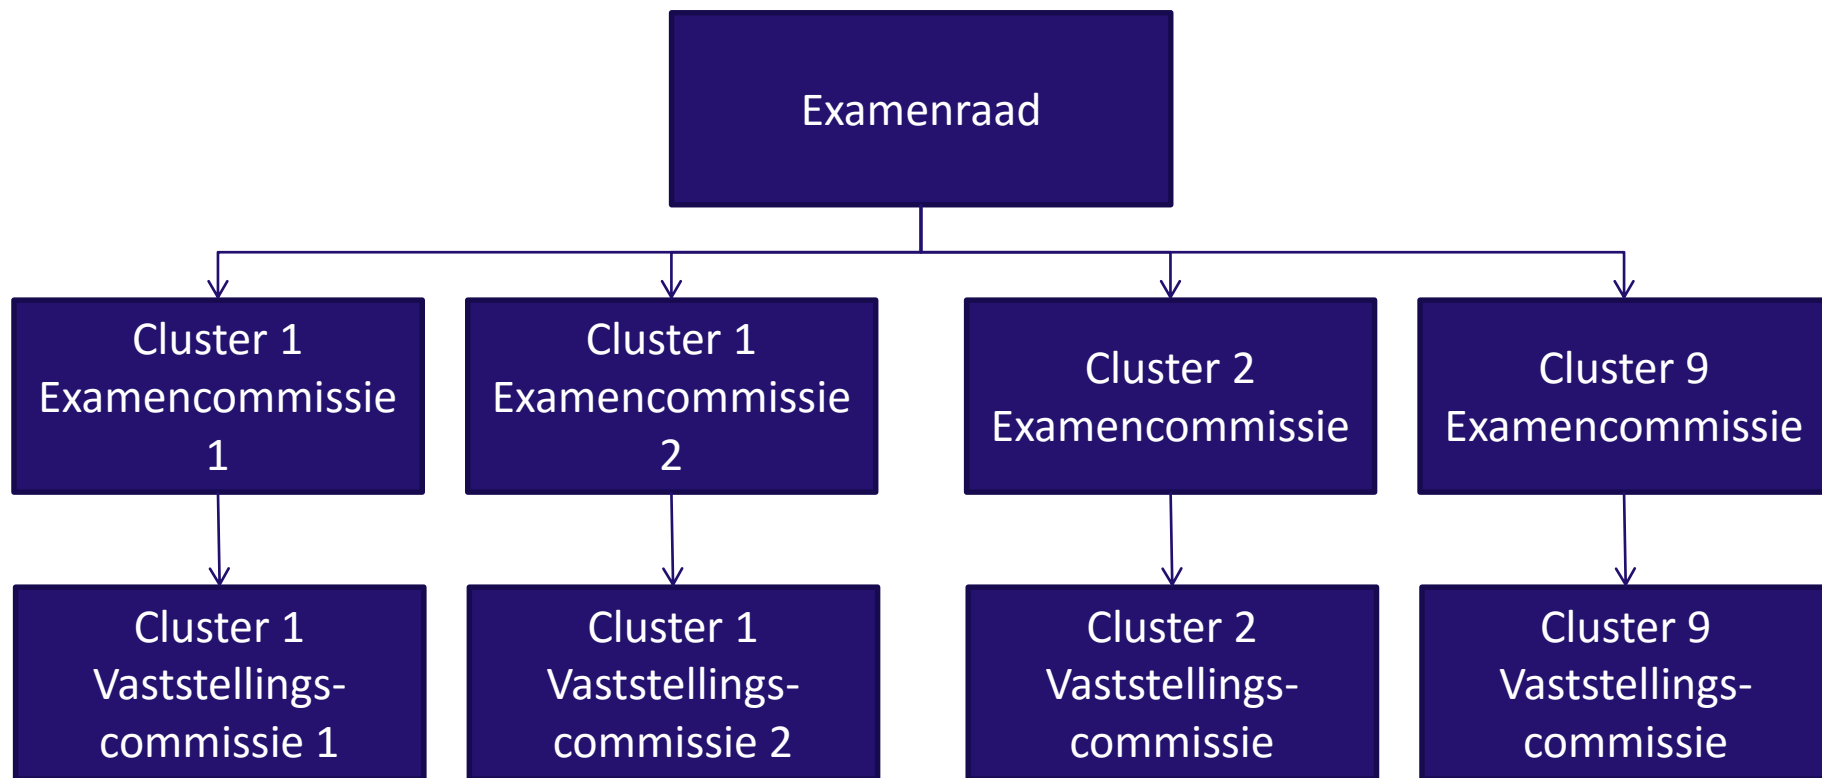 Examenraad
Cluster 1
Examencommissie
1
Cluster 1
Examencommissie
2
Cluster 2
Examencommissie
Cluster 9
Examencommissie
Cluster 1
Vaststellings-
commissie 1
Cluster 1
Vaststellings-
commissie 2
Cluster 2
Vaststellings-
commissie
Cluster 9
Vaststellings-
commissie